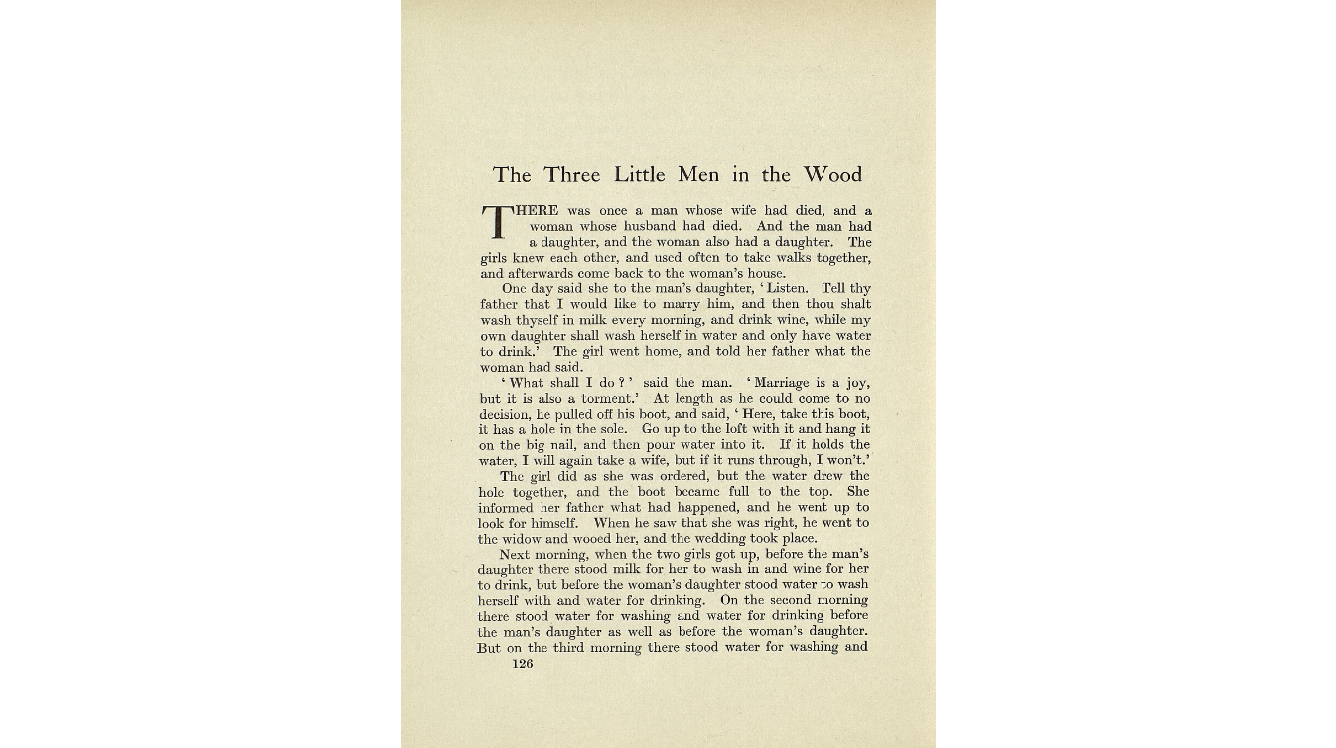 The Three Little Men in the Wood
THERE was once a man whose wife had died, and a
woman whose husband had died. And the man had
a daughter, and the woman also had a daughter. The
girls knew each other, and used often to take walks together,
and afterwards come back to the woman's house.
One day said she to the man's daughter, ‘Listen. Tell thy
father that I would like to marry him, and then thou shalt
wash thyself in milk every morning, and drink wine, while my
own daughter shall wash herself in water and only have water
to drink.’ The girl went home, and told her father what the
woman had said.
‘What shall I do?’ said the man. ‘Marriage is a joy,
but it is also a torment.’ At length as he could come to no
decision, he pulled off his boot, and said, ‘Here, take this boot,
it has a hole in the sole. Go up to the loft with it and hang it
on the big nail, and then pour water into it. If it holds the
water, I will again take a wife, but if it runs through, I won't.’
The girl did as she was ordered, but the water drew the
hole together, and the boot became full to the top. She
informed her father what had happened, and he went up to
look for himself. When he saw that she was right, he went to
the widow and wooed her, and the wedding took place.
Next morning, when the two girls got up, before the man's
daughter there stood milk for her to wash in and wine for her
to drink, but before the woman's daughter stood water to wash
herself with and water for drinking. On the second morning
there stood water for washing and water for drinking before
the man's daughter as well as before the woman's daughter.
But on the third morning there stood water for washing and
126